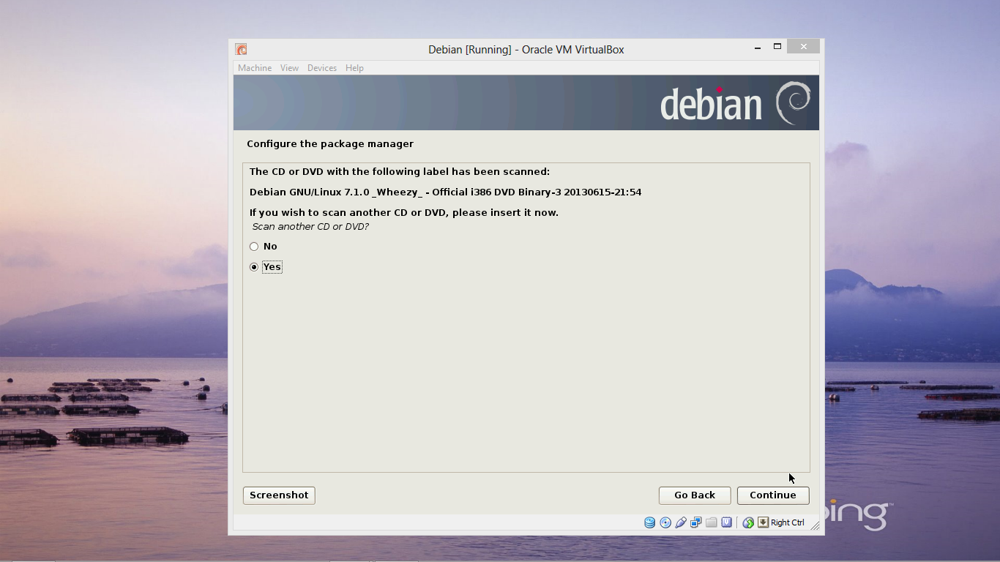 Debian [Running] - Oracle VM VirtualBox
Machine View Devices Help
debian
Configure the package manager
The CD or DVD with the following label has been scanned:
Debian GNU/Linux 7.1.0 _Wheezy_ - Official i386 DVD Binary-3 20130615-21:54
If you wish to scan another CD or DVD, please insert it now.
Scan another CD or DVD?
No
Yes
Screenshot Go Back Continue
bing™
Right Ctrl